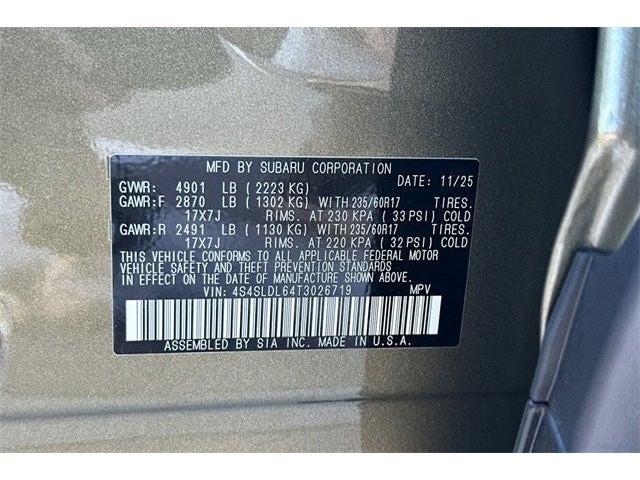 MFD BY SUBARU CORPORATION
GVWR: 4901 LB (2223 KG) DATE: 11/25
GAWR:F 2870 LB (1302 KG) WITH 235/60R17 TIRES.
17X7J RIMS. AT 230 KPA (33 PSI) COLD
GAWR:R 2491 LB (1130 KG) WITH 235/60R17 TIRES.
17X7J RIMS. AT 220 KPA (32 PSI) COLD
THIS VEHICLE CONFORMS TO ALL APPLICABLE FEDERAL MOTOR
VEHICLE SAFETY AND THEFT PREVENTION STANDARDS
IN EFFECT ON THE DATE OF MANUFACTURE SHOWN ABOVE.
VIN: 4S4SLDL64T3026719 MPV
ASSEMBLED BY SIA INC. MADE IN U.S.A.